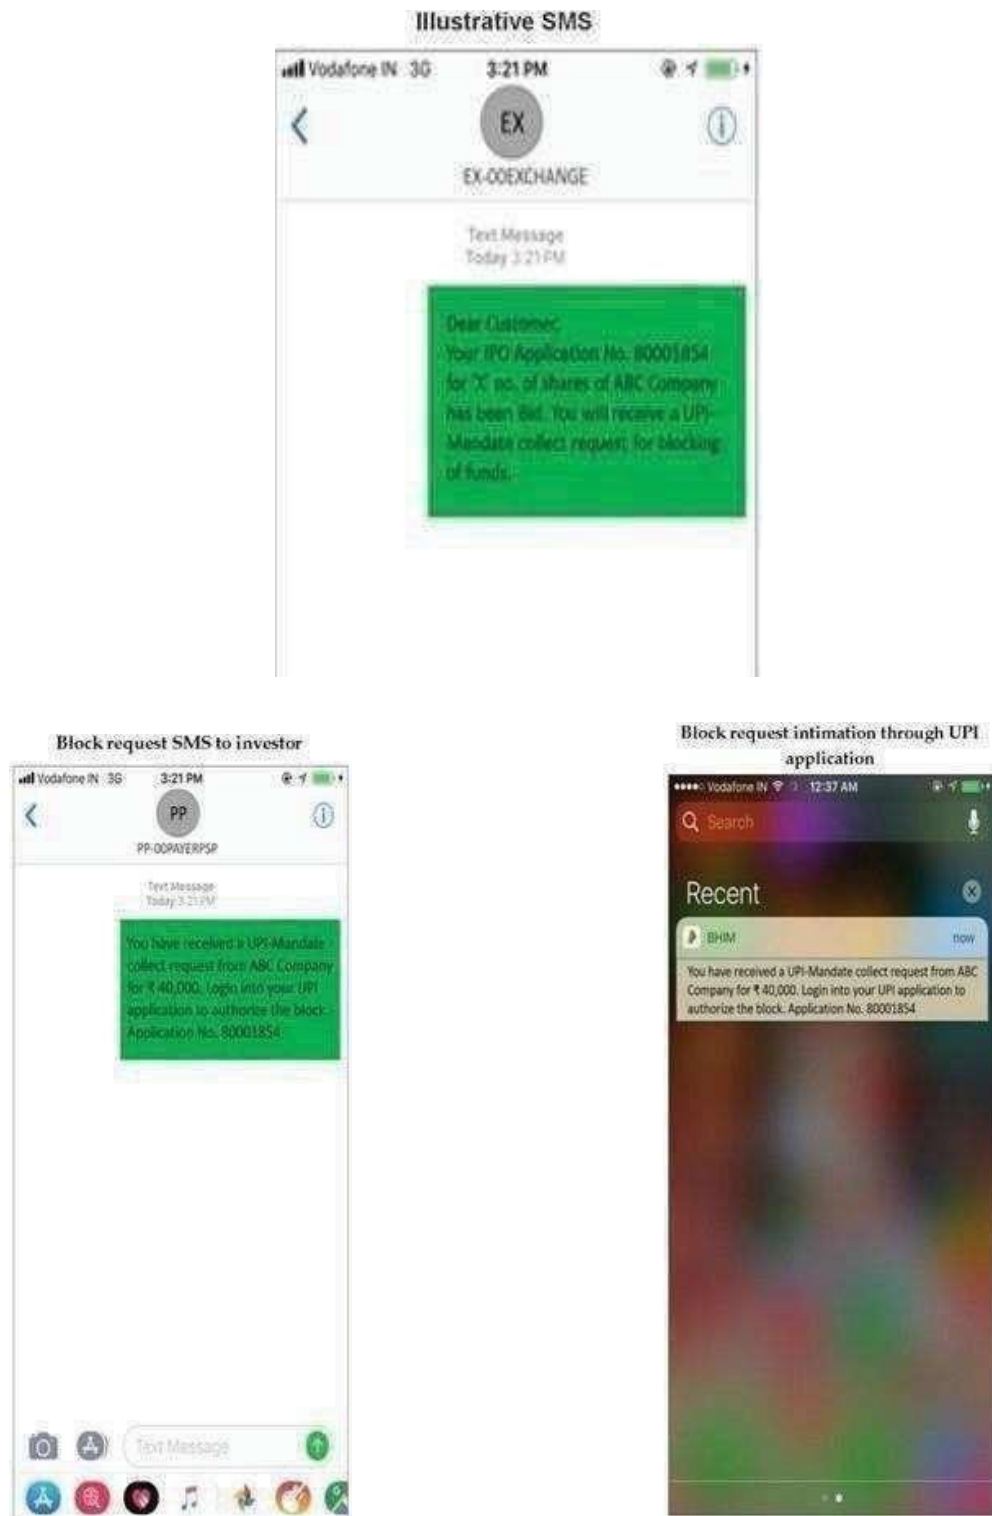 Illustrative SMS
Vodafone IN 3G 3:21 PM
EX
EX-OOEXCHANGE
Text Message
Today 3:21 PM
Dear Customer,
Your IPO Application No. 80001854
for 'X' no. of shares of ABC Company
has been Bid. You will receive a UPI-
Mandate collect request for blocking
of funds.
Block request SMS to investor
Vodafone IN 3G 3:21 PM
PP
PP-OOPAYERPSP
Text Message
Today 3:21 PM
You have received a UPI-Mandate
collect request from ABC Company
for ₹ 40,000. Login into your UPI
application to authorize the block.
Application No. 80001854
Text Message
Block request intimation through UPI
application
Vodafone IN 12:37 AM
Search
Recent
BHIM now
You have received a UPI-Mandate collect request from ABC
Company for ₹ 40,000. Login into your UPI application to
authorize the block. Application No. 80001854